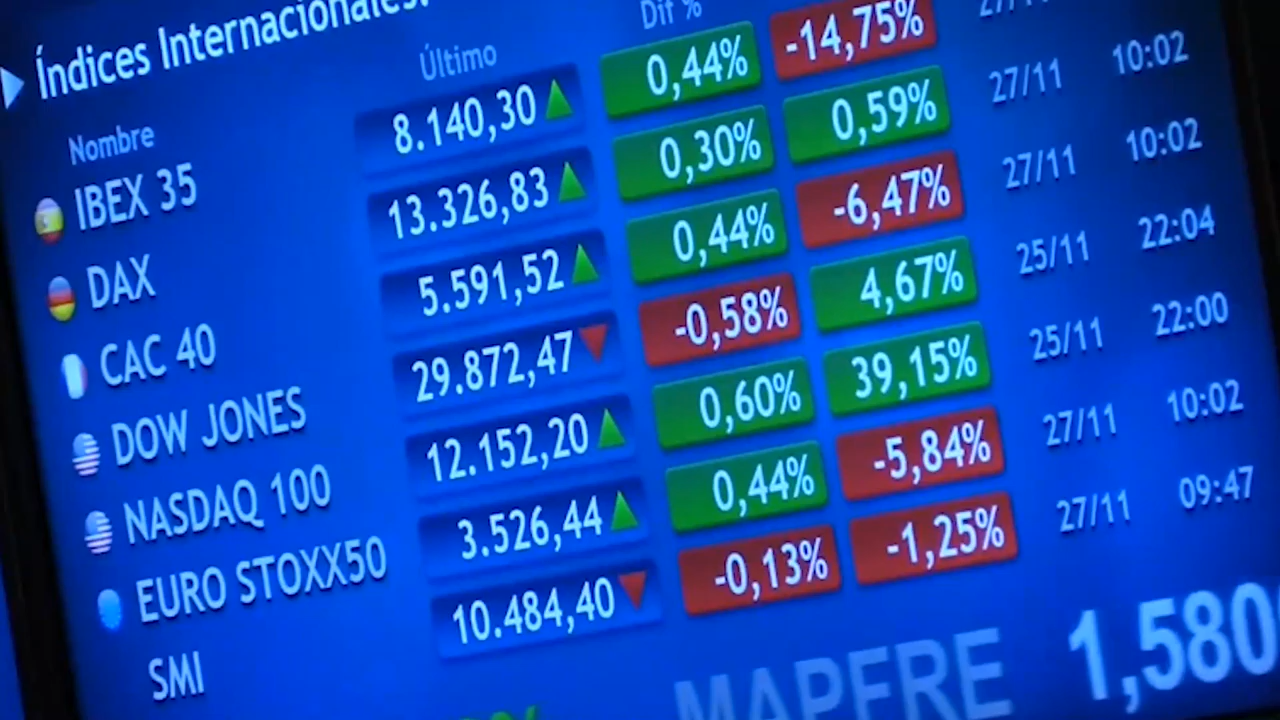 Índices Internacionales.
Nombre Último Dif %
IBEX 35 8.140,30 0,44% -14,75%
DAX 13.326,83 0,30% 0,59% 27/11 10:02
CAC 40 5.591,52 0,44% -6,47% 27/11 10:02
DOW JONES 29.872,47 -0,58% 4,67% 25/11 22:04
NASDAQ 100 12.152,20 0,60% 39,15% 25/11 22:00
EURO STOXX50 3.526,44 0,44% -5,84% 27/11 10:02
SMI 10.484,40 -0,13% -1,25% 27/11 09:47
MAPFRE 1,580